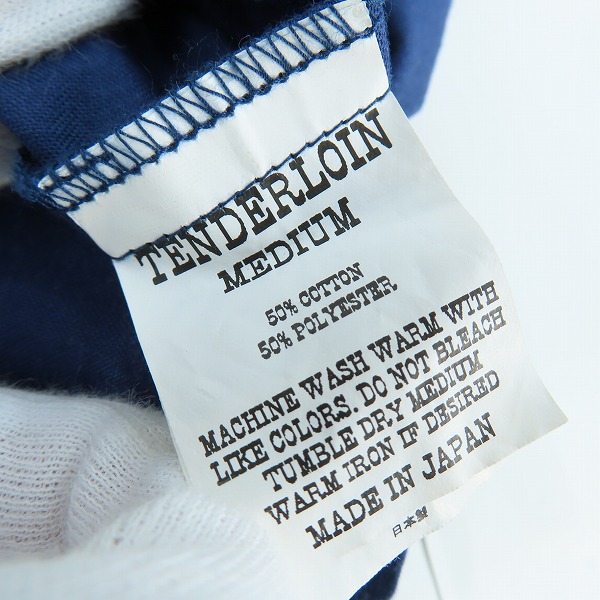 TENDERLOIN
MEDIUM
50% COTTON
50% POLYESTER
MACHINE WASH WARM WITH
LIKE COLORS. DO NOT BLEACH
TUMBLE DRY MEDIUM
WARM IRON IF DESIRED
MADE IN JAPAN
日本製